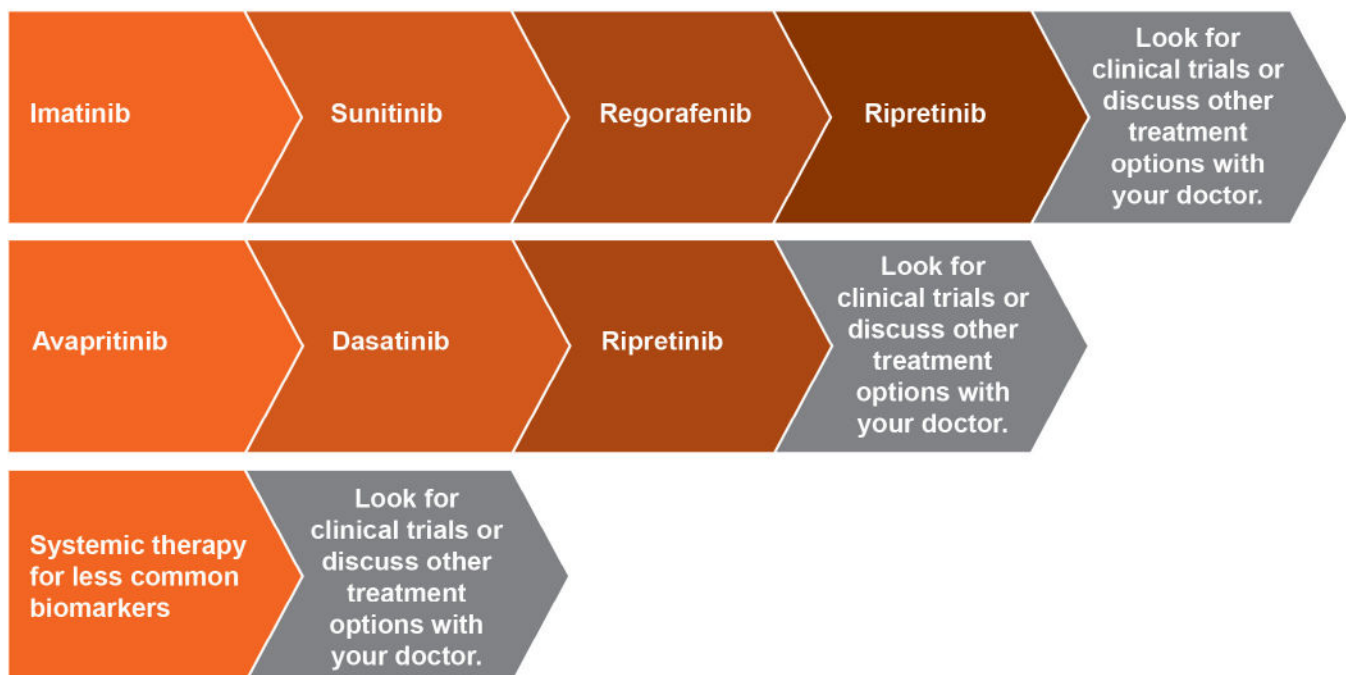 Imatinib
Sunitinib
Regorafenib
Ripretinib
Look for
clinical trials or
discuss other
treatment
options with
your doctor.
Avapritinib
Dasatinib
Ripretinib
Look for
clinical trials or
discuss other
treatment
options with
your doctor.
Systemic therapy
for less common
biomarkers
Look for
clinical trials or
discuss other
treatment
options with
your doctor.